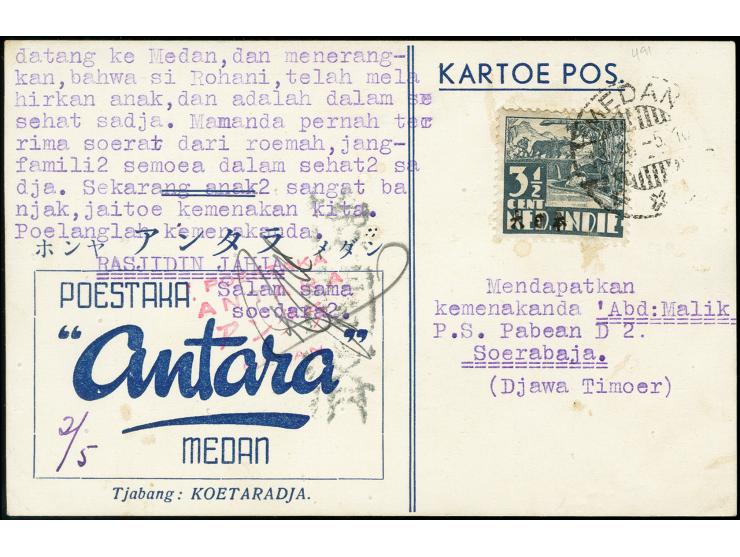 datang ke Medan,dan menerang-
kan,bahwa si Rohani,telah mela
hirkan anak,dan adalah dalam se
sehat sadja. Mamanda pernah ter
rima soerat dari roemah,jang-
famili2 semoea dalam sehat2 sa
dja. Sekarang anak2 sangat ba
njak,jaitoe kemenakan kita.
Poelanglah kemenakanda.
ホンヤ アンタラ メダン
RASJIDIN JAHJA
Salam sama
soedara2.
POESTAKA
"antara"
MEDAN
2/5
Tjabang: KOETARADJA.
491
KARTOE POS.
MEDAN
3½
CENT
NED.INDIE
Mendapatkan
kemenakanda 'Abd:Malik
P.S. Pabean D 2.
Soerabaja.
(Djawa Timoer)